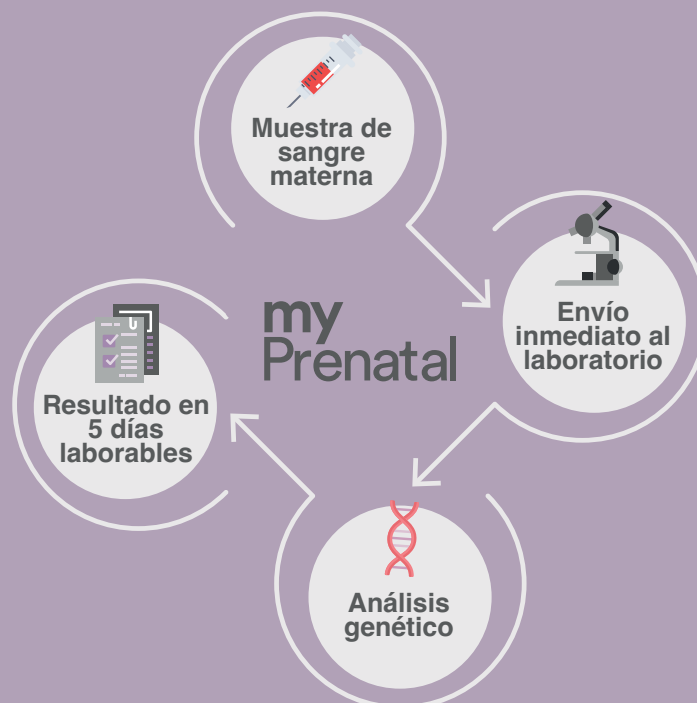 Muestra de
sangre
materna
Envío
inmediato al
laboratorio
my
Prenatal
Resultado en
5 días
laborables
Análisis
genético